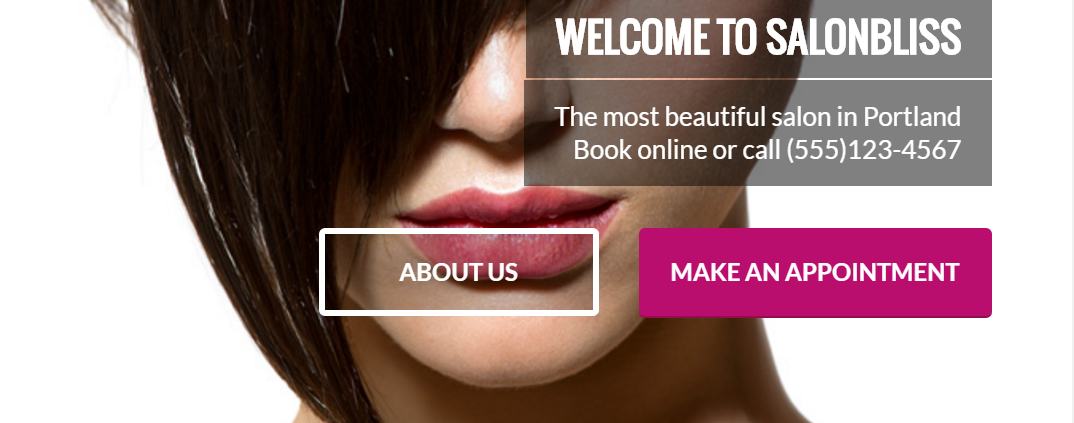 WELCOME TO SALONBLISS
The most beautiful salon in Portland
Book online or call (555)123-4567
ABOUT US
MAKE AN APPOINTMENT